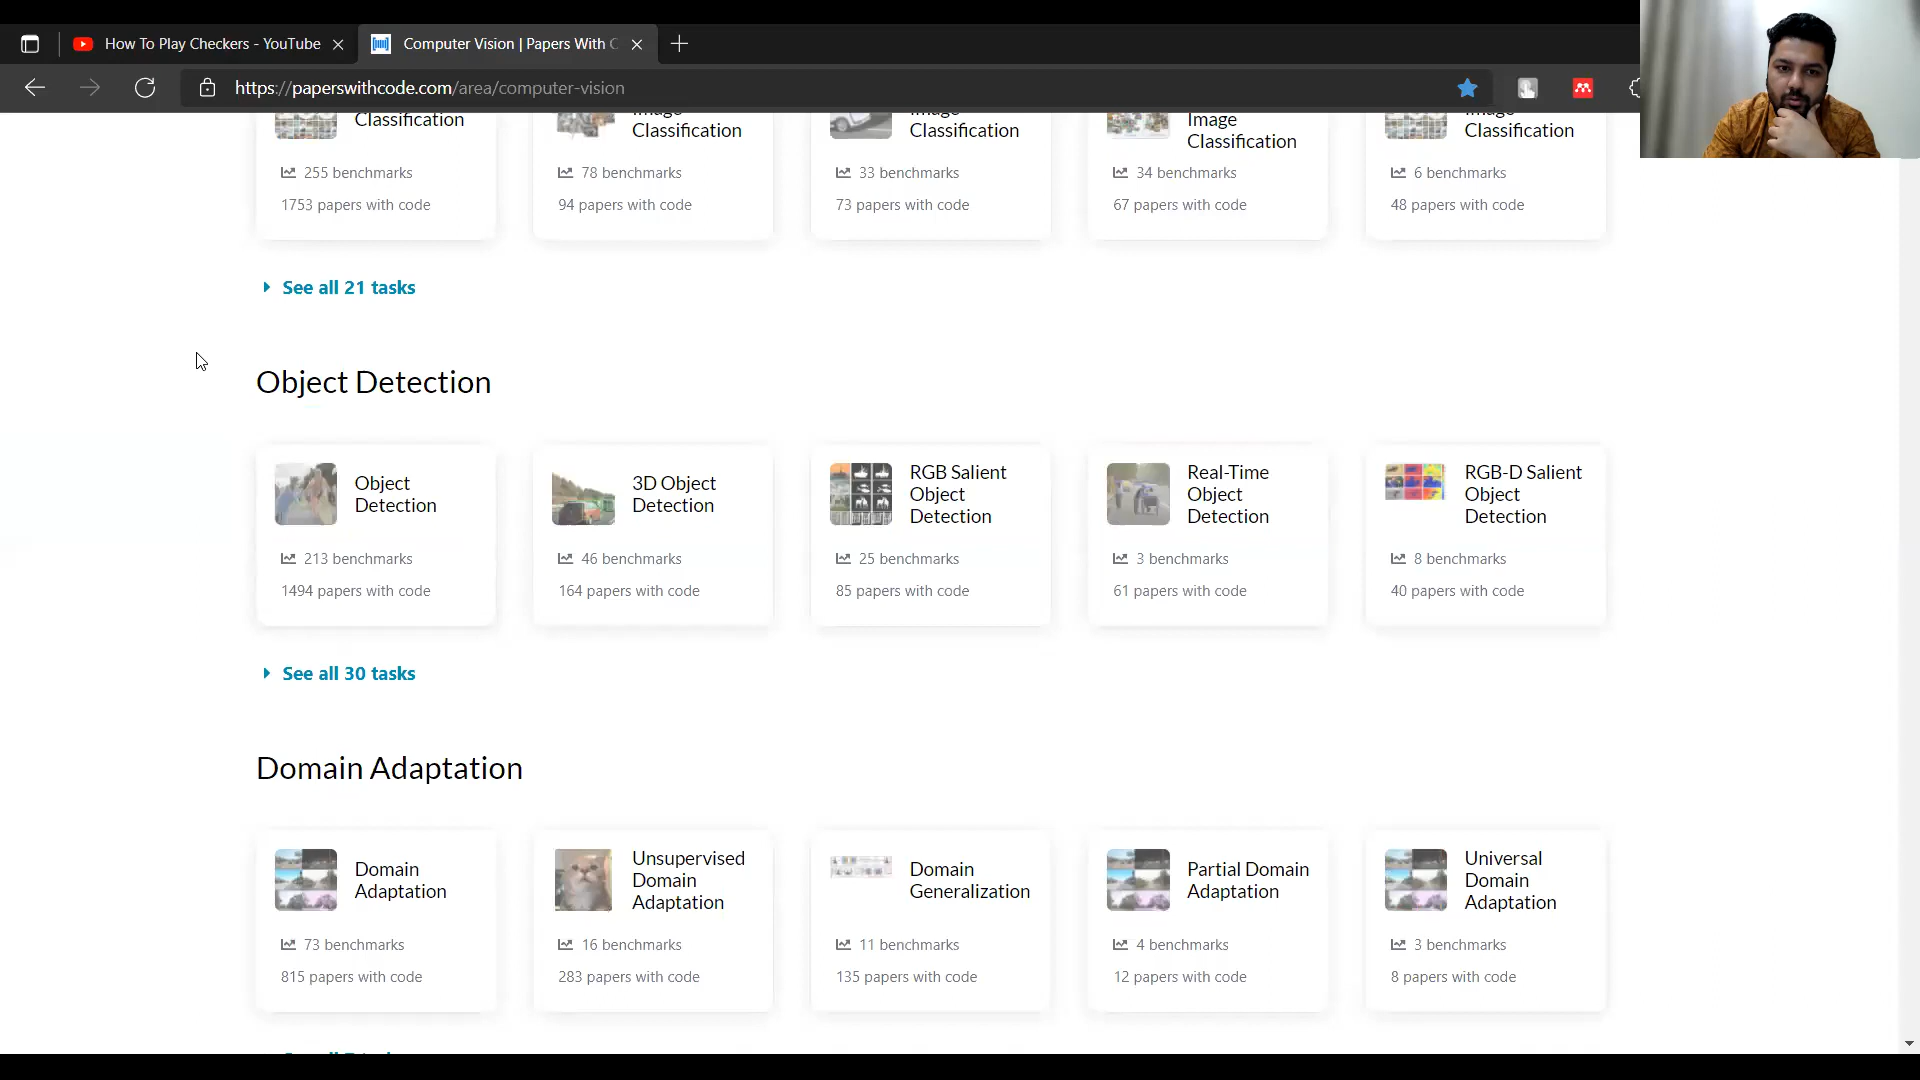 How To Play Checkers - YouTube
Computer Vision | Papers With C
https://paperswithcode.com/area/computer-vision
Classification
Image
Classification
Image
Classification
Image
Classification
Image
Classification
255 benchmarks
78 benchmarks
33 benchmarks
34 benchmarks
6 benchmarks
1753 papers with code
94 papers with code
73 papers with code
67 papers with code
48 papers with code
See all 21 tasks
Object Detection
Object
Detection
3D Object
Detection
RGB Salient
Object
Detection
Real-Time
Object
Detection
RGB-D Salient
Object
Detection
213 benchmarks
46 benchmarks
25 benchmarks
3 benchmarks
8 benchmarks
1494 papers with code
164 papers with code
85 papers with code
61 papers with code
40 papers with code
See all 30 tasks
Domain Adaptation
Domain
Adaptation
Unsupervised
Domain
Adaptation
Domain
Generalization
Partial Domain
Adaptation
Universal
Domain
Adaptation
73 benchmarks
16 benchmarks
11 benchmarks
4 benchmarks
3 benchmarks
815 papers with code
283 papers with code
135 papers with code
12 papers with code
8 papers with code